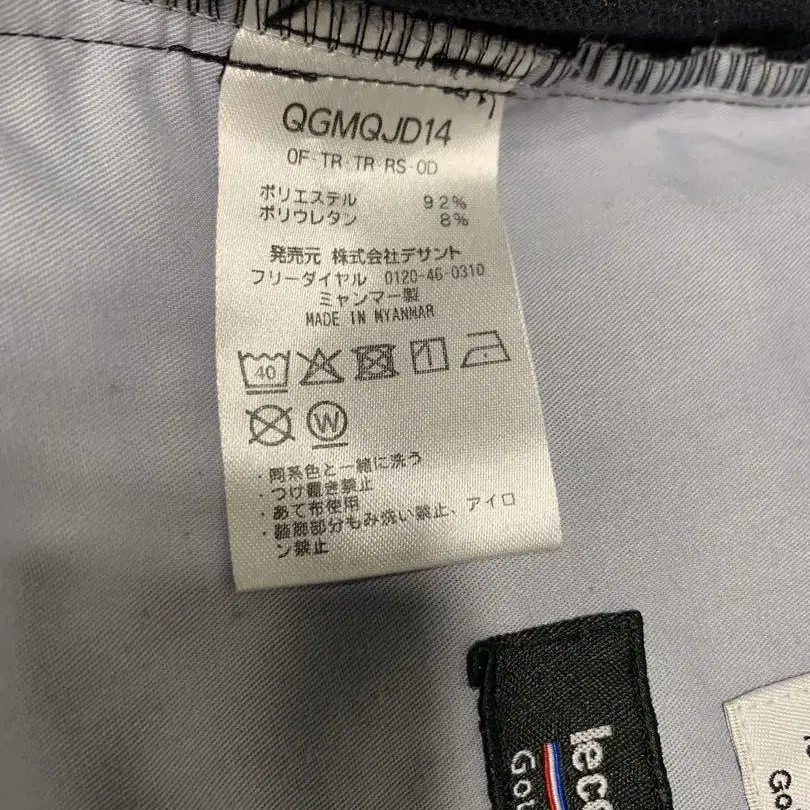 QGMQJD14
OF・TR・TR・RS・OD
ポリエステル 92%
ポリウレタン 8%
発売元 株式会社デサント
フリーダイヤル 0120-46-0310
ミャンマー製
MADE IN MYANMAR
40
W
・同系色と一緒に洗う
・つけ置き禁止
・あて布使用
・膝脚部分もみ洗い禁止、アイロ
ン禁止
lecc
Go